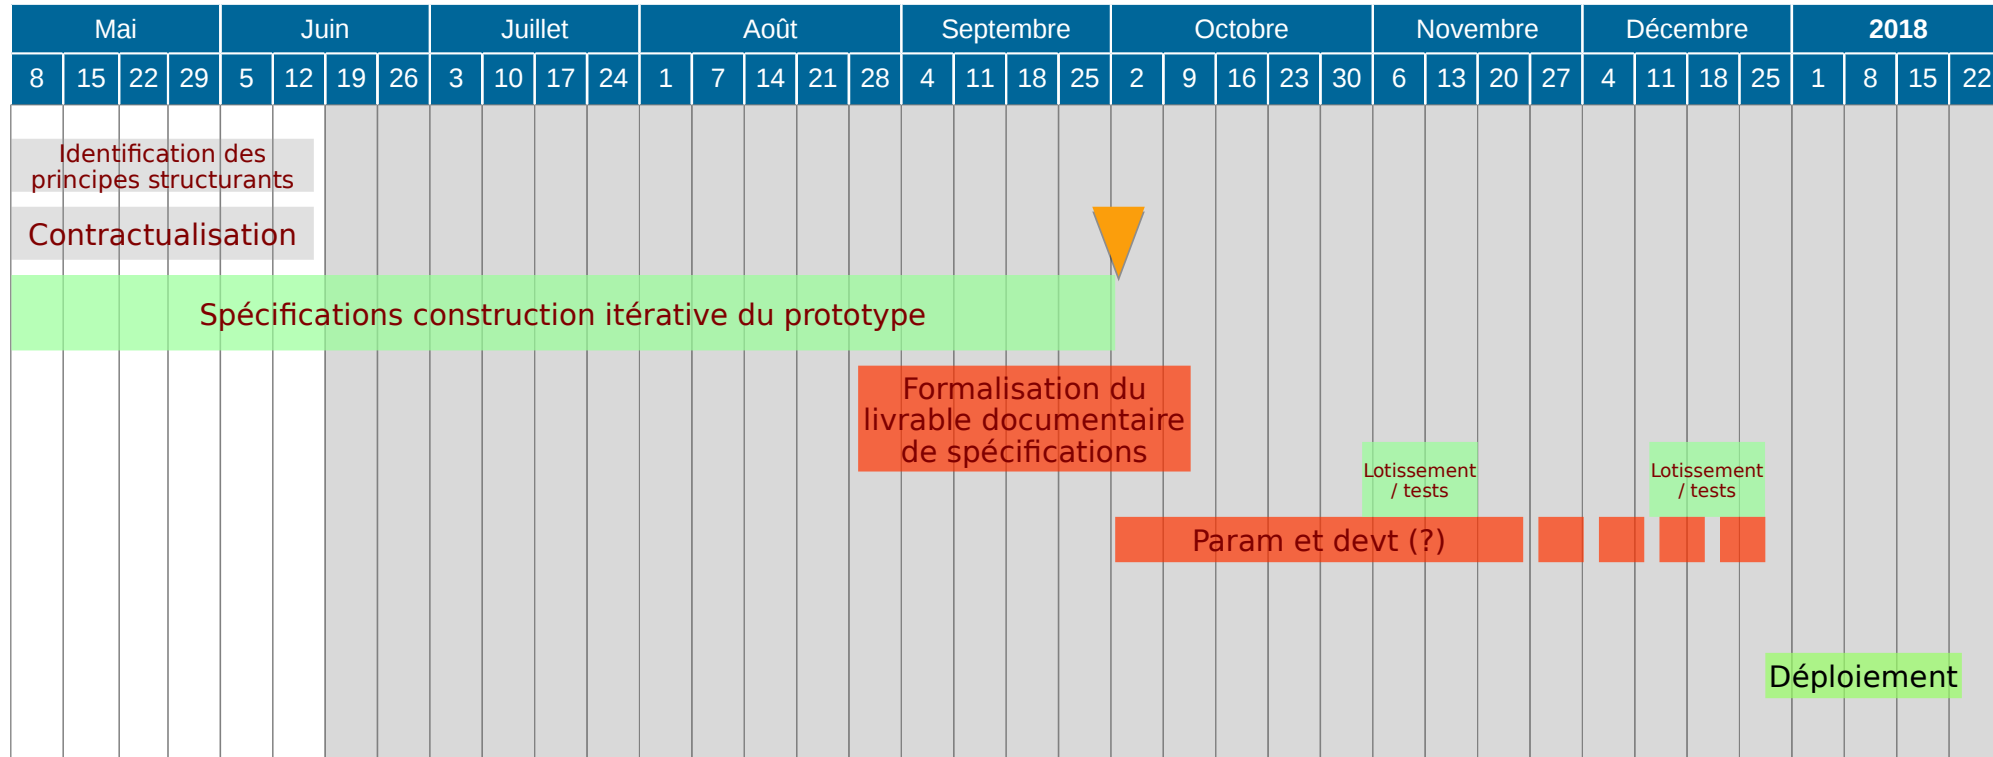 Mai Juin Juillet Août Septembre Octobre Novembre Décembre 2018
8 15 22 29 5 12 19 26 3 10 17 24 1 7 14 21 28 4 11 18 25 2 9 16 23 30 6 13 20 27 4 11 18 25 1 8 15 22
Identification des
principes structurants
Contractualisation
Spécifications construction itérative du prototype
Formalisation du
livrable documentaire
de spécifications
Lotissement
/ tests
Lotissement
/ tests
Param et devt (?)
Déploiement